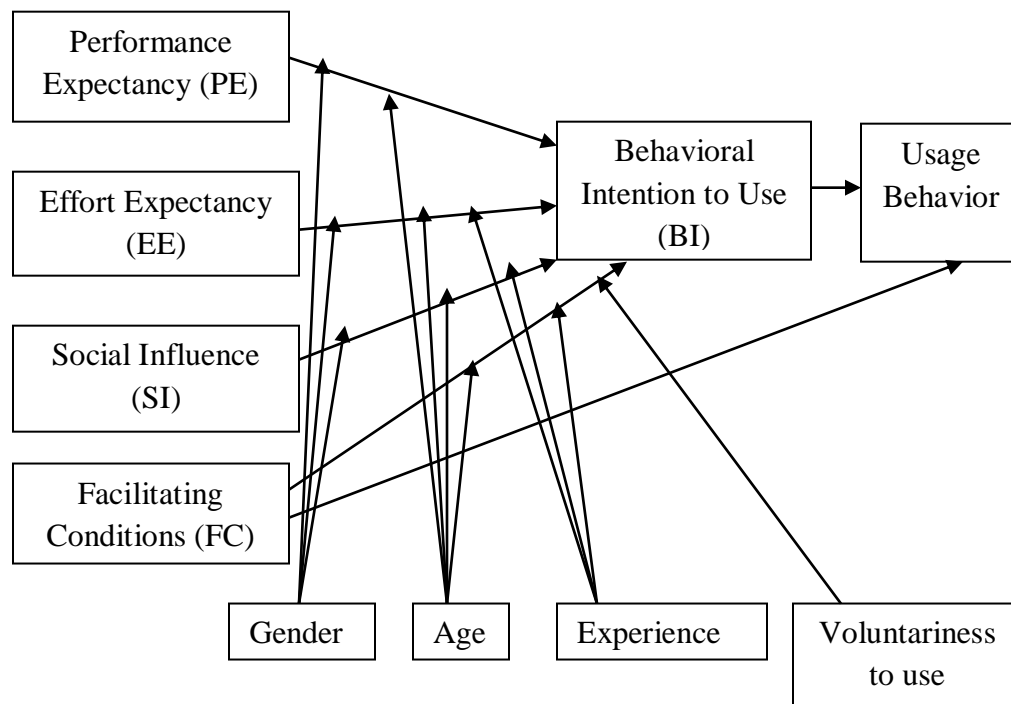 Performance
Expectancy (PE)
Effort Expectancy
(EE)
Social Influence
(SI)
Facilitating
Conditions (FC)
Behavioral
Intention to Use
(BI)
Usage
Behavior
Gender
Age
Experience
Voluntariness
to use